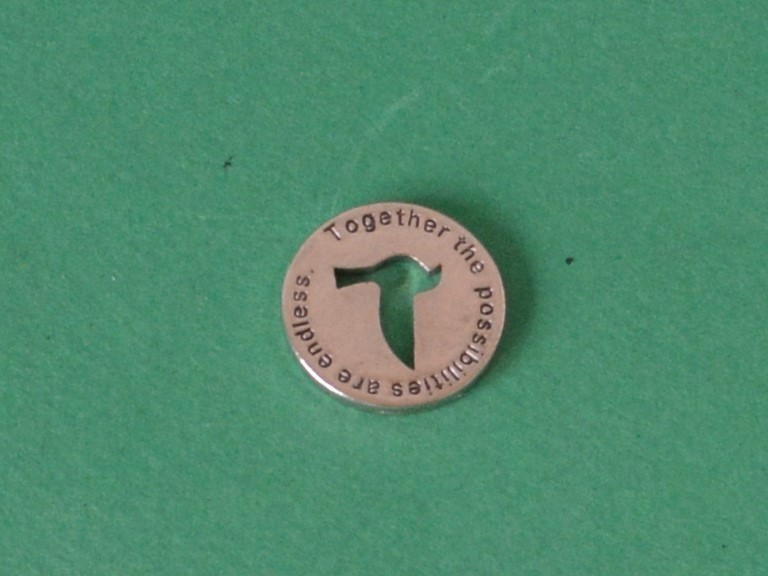 Together the possibilities are endless.